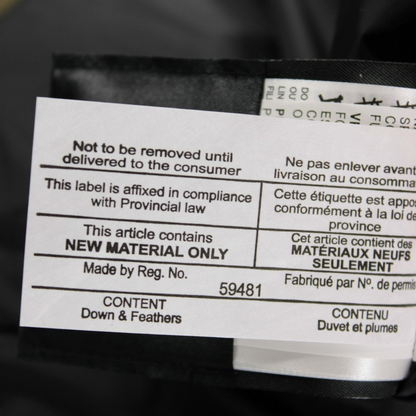 Not to be removed until
delivered to the consumer
This label is affixed in compliance
with Provincial law
This article contains
NEW MATERIAL ONLY
Made by Reg. No.
59481
CONTENT
Down & Feathers
Ne pas enlever avant
livraison au
Cette étiquette est
conformément à la loi de
province
Cet article contient des
MATÉRIAUX NEUFS
SEULEMENT
Fabriqué par Nº. de
CONTENU
Duvet et plumes